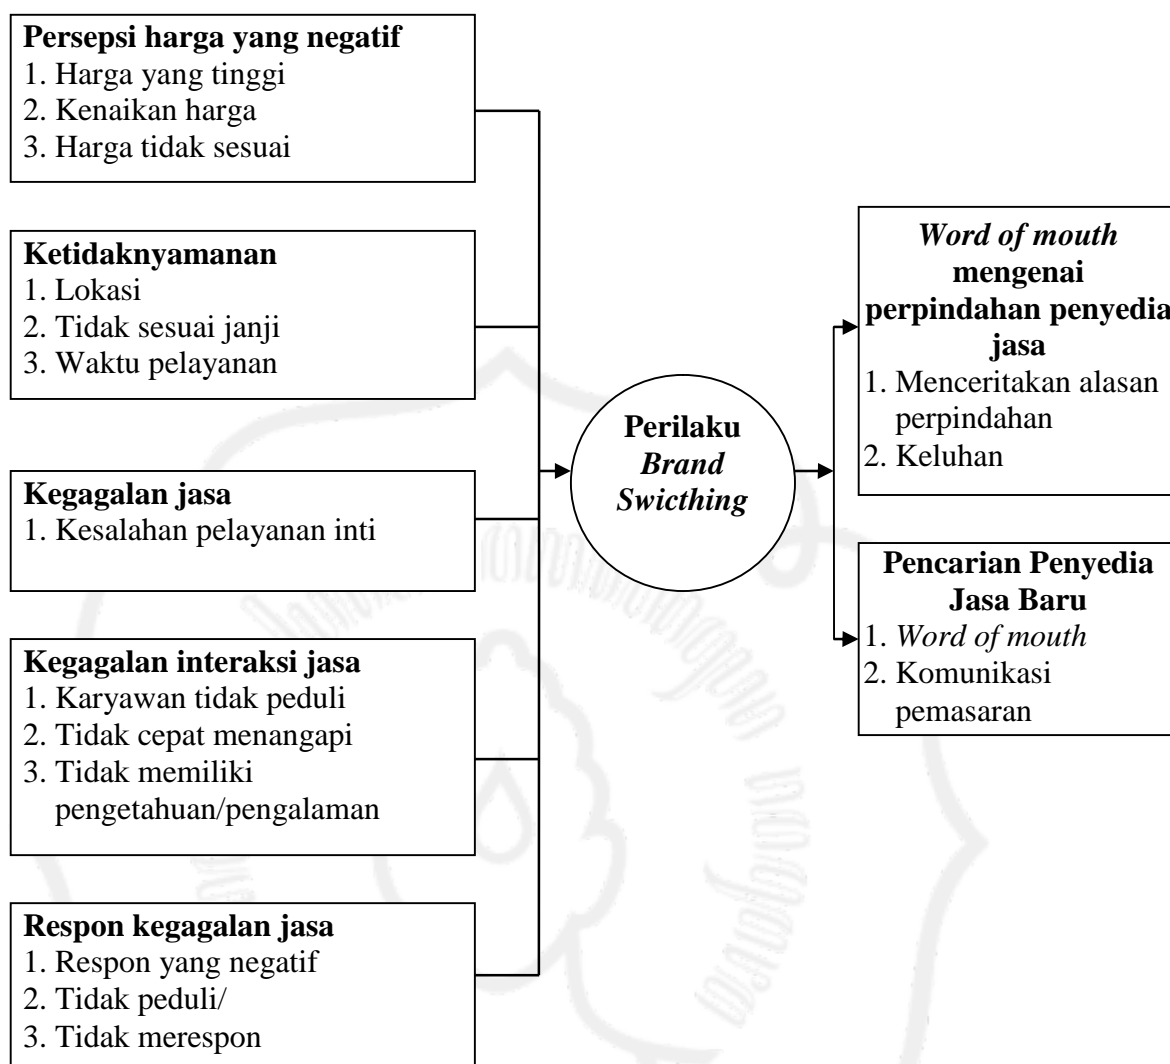 Persepsi harga yang negatif
1. Harga yang tinggi
2. Kenaikan harga
3. Harga tidak sesuai
Ketidaknyamanan
1. Lokasi
2. Tidak sesuai janji
3. Waktu pelayanan
Kegagalan jasa
1. Kesalahan pelayanan inti
Kegagalan interaksi jasa
1. Karyawan tidak peduli
2. Tidak cepat menangapi
3. Tidak memiliki
pengetahuan/pengalaman
Respon kegagalan jasa
1. Respon yang negatif
2. Tidak peduli/
3. Tidak merespon
Perilaku
Brand
Swicthing
Word of mouth
mengenai
perpindahan penyedia
jasa
1. Menceritakan alasan
perpindahan
2. Keluhan
Pencarian Penyedia
Jasa Baru
1. Word of mouth
2. Komunikasi
pemasaran